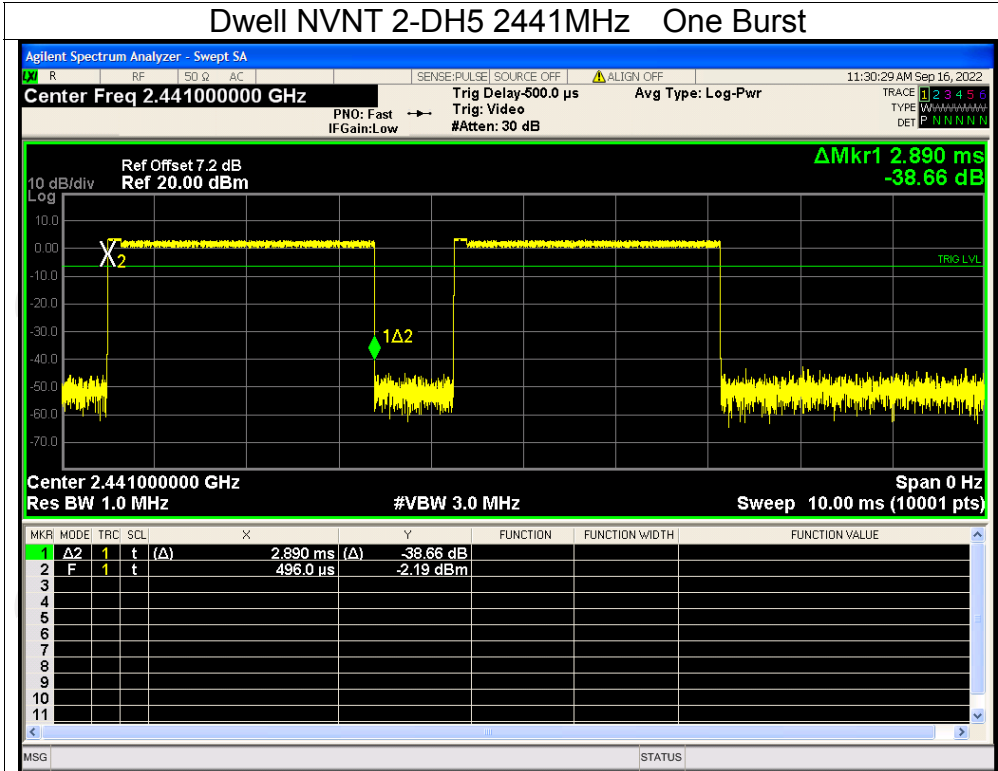 Dwell NVNT 2-DH5 2441MHz One Burst
Agilent Spectrum Analyzer - Swept SA
LXI R RF 50 Ω AC SENSE:PULSE SOURCE OFF ALIGN OFF 11:30:29 AM Sep 16, 2022
Center Freq 2.441000000 GHz Trig Delay-500.0 µs Avg Type: Log-Pwr TRACE 1 2 3 4 5 6
PNO: Fast Trig: Video TYPE WWWWWW
IFGain:Low #Atten: 30 dB DET P N N N N N
ΔMkr1 2.890 ms
-38.66 dB
Ref Offset 7.2 dB
10 dB/div Ref 20.00 dBm
Log
10.0
0.00
2
TRIG LVL
-10.0
-20.0
-30.0
1Δ2
-40.0
-50.0
-60.0
-70.0
Center 2.441000000 GHz Span 0 Hz
Res BW 1.0 MHz #VBW 3.0 MHz Sweep 10.00 ms (10001 pts)
MKR MODE TRC SCL X Y FUNCTION FUNCTION WIDTH FUNCTION VALUE
1 Δ2 1 t (Δ) 2.890 ms (Δ) -38.66 dB
2 F 1 t 496.0 µs -2.19 dBm
3
4
5
6
7
8
9
10
11
MSG STATUS